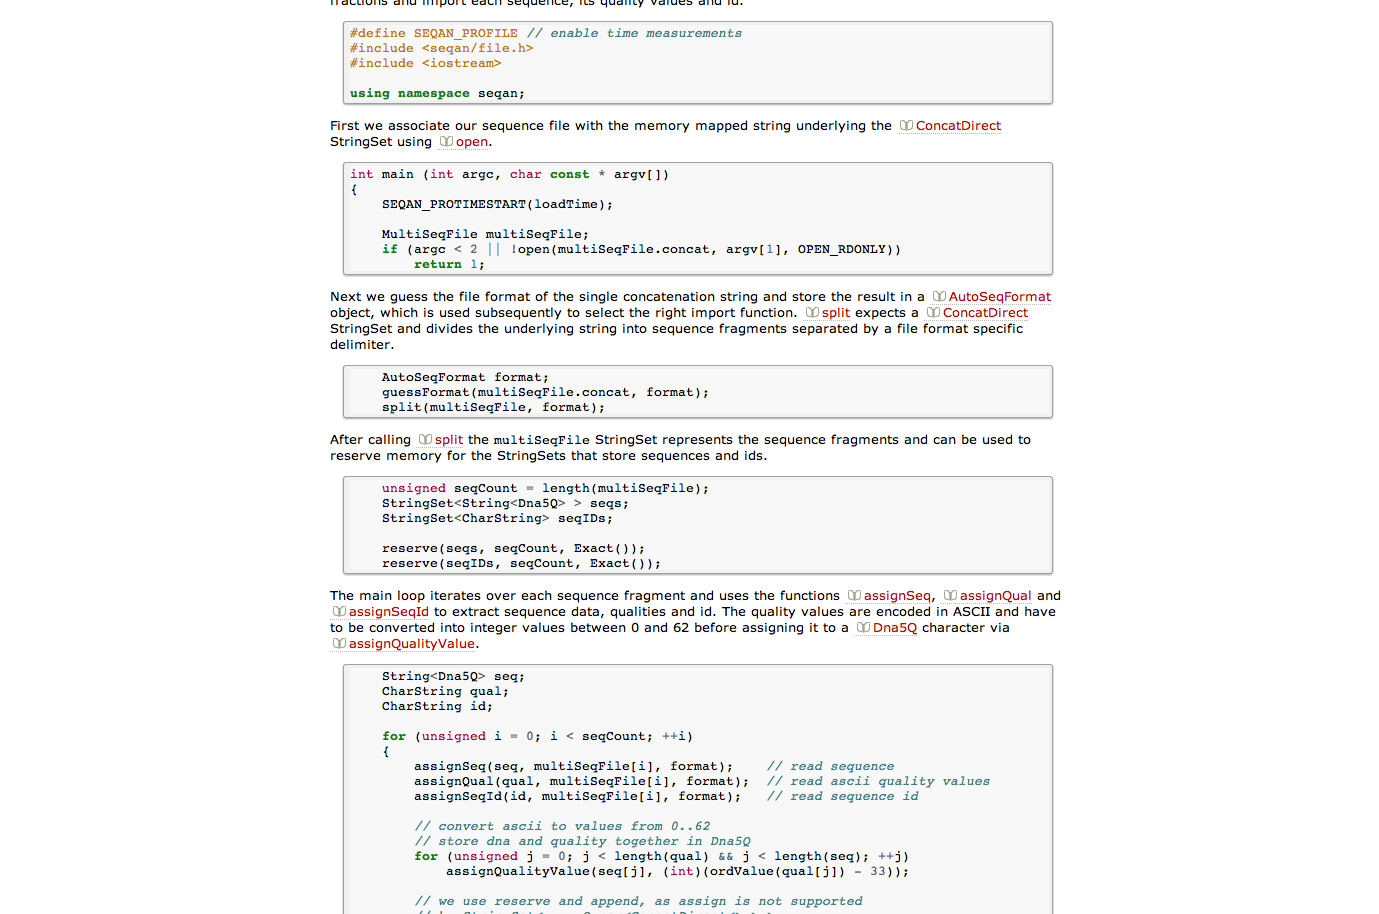 fractions and import each sequence, its quality values and id.
#define SEQAN_PROFILE // enable time measurements
#include <seqan/file.h>
#include <iostream>
using namespace seqan;
First we associate our sequence file with the memory mapped string underlying the ConcatDirect
StringSet using open.
int main (int argc, char const * argv[])
{
SEQAN_PROTIMESTART(loadTime);
MultiSeqFile multiSeqFile;
if (argc < 2 || !open(multiSeqFile.concat, argv[1], OPEN_RDONLY))
return 1;
Next we guess the file format of the single concatenation string and store the result in a AutoSeqFormat
object, which is used subsequently to select the right import function. split expects a ConcatDirect
StringSet and divides the underlying string into sequence fragments separated by a file format specific
delimiter.
AutoSeqFormat format;
guessFormat(multiSeqFile.concat, format);
split(multiSeqFile, format);
After calling split the multiSeqFile StringSet represents the sequence fragments and can be used to
reserve memory for the StringSets that store sequences and ids.
unsigned seqCount = length(multiSeqFile);
StringSet<String<Dna5Q> > seqs;
StringSet<CharString> seqIDs;
reserve(seqs, seqCount, Exact());
reserve(seqIDs, seqCount, Exact());
The main loop iterates over each sequence fragment and uses the functions assignSeq, assignQual and
assignSeqId to extract sequence data, qualities and id. The quality values are encoded in ASCII and have
to be converted into integer values between 0 and 62 before assigning it to a Dna5Q character via
assignQualityValue.
String<Dna5Q> seq;
CharString qual;
CharString id;
for (unsigned i = 0; i < seqCount; ++i)
{
assignSeq(seq, multiSeqFile[i], format);    // read sequence
assignQual(qual, multiSeqFile[i], format);  // read ascii quality values
assignSeqId(id, multiSeqFile[i], format);   // read sequence id
// convert ascii to values from 0..62
// store dna and quality together in Dna5Q
for (unsigned j = 0; j < length(qual) && j < length(seq); ++j)
assignQualityValue(seq[j], (int)(ordValue(qual[j]) - 33));
// we use reserve and append, as assign is not supported